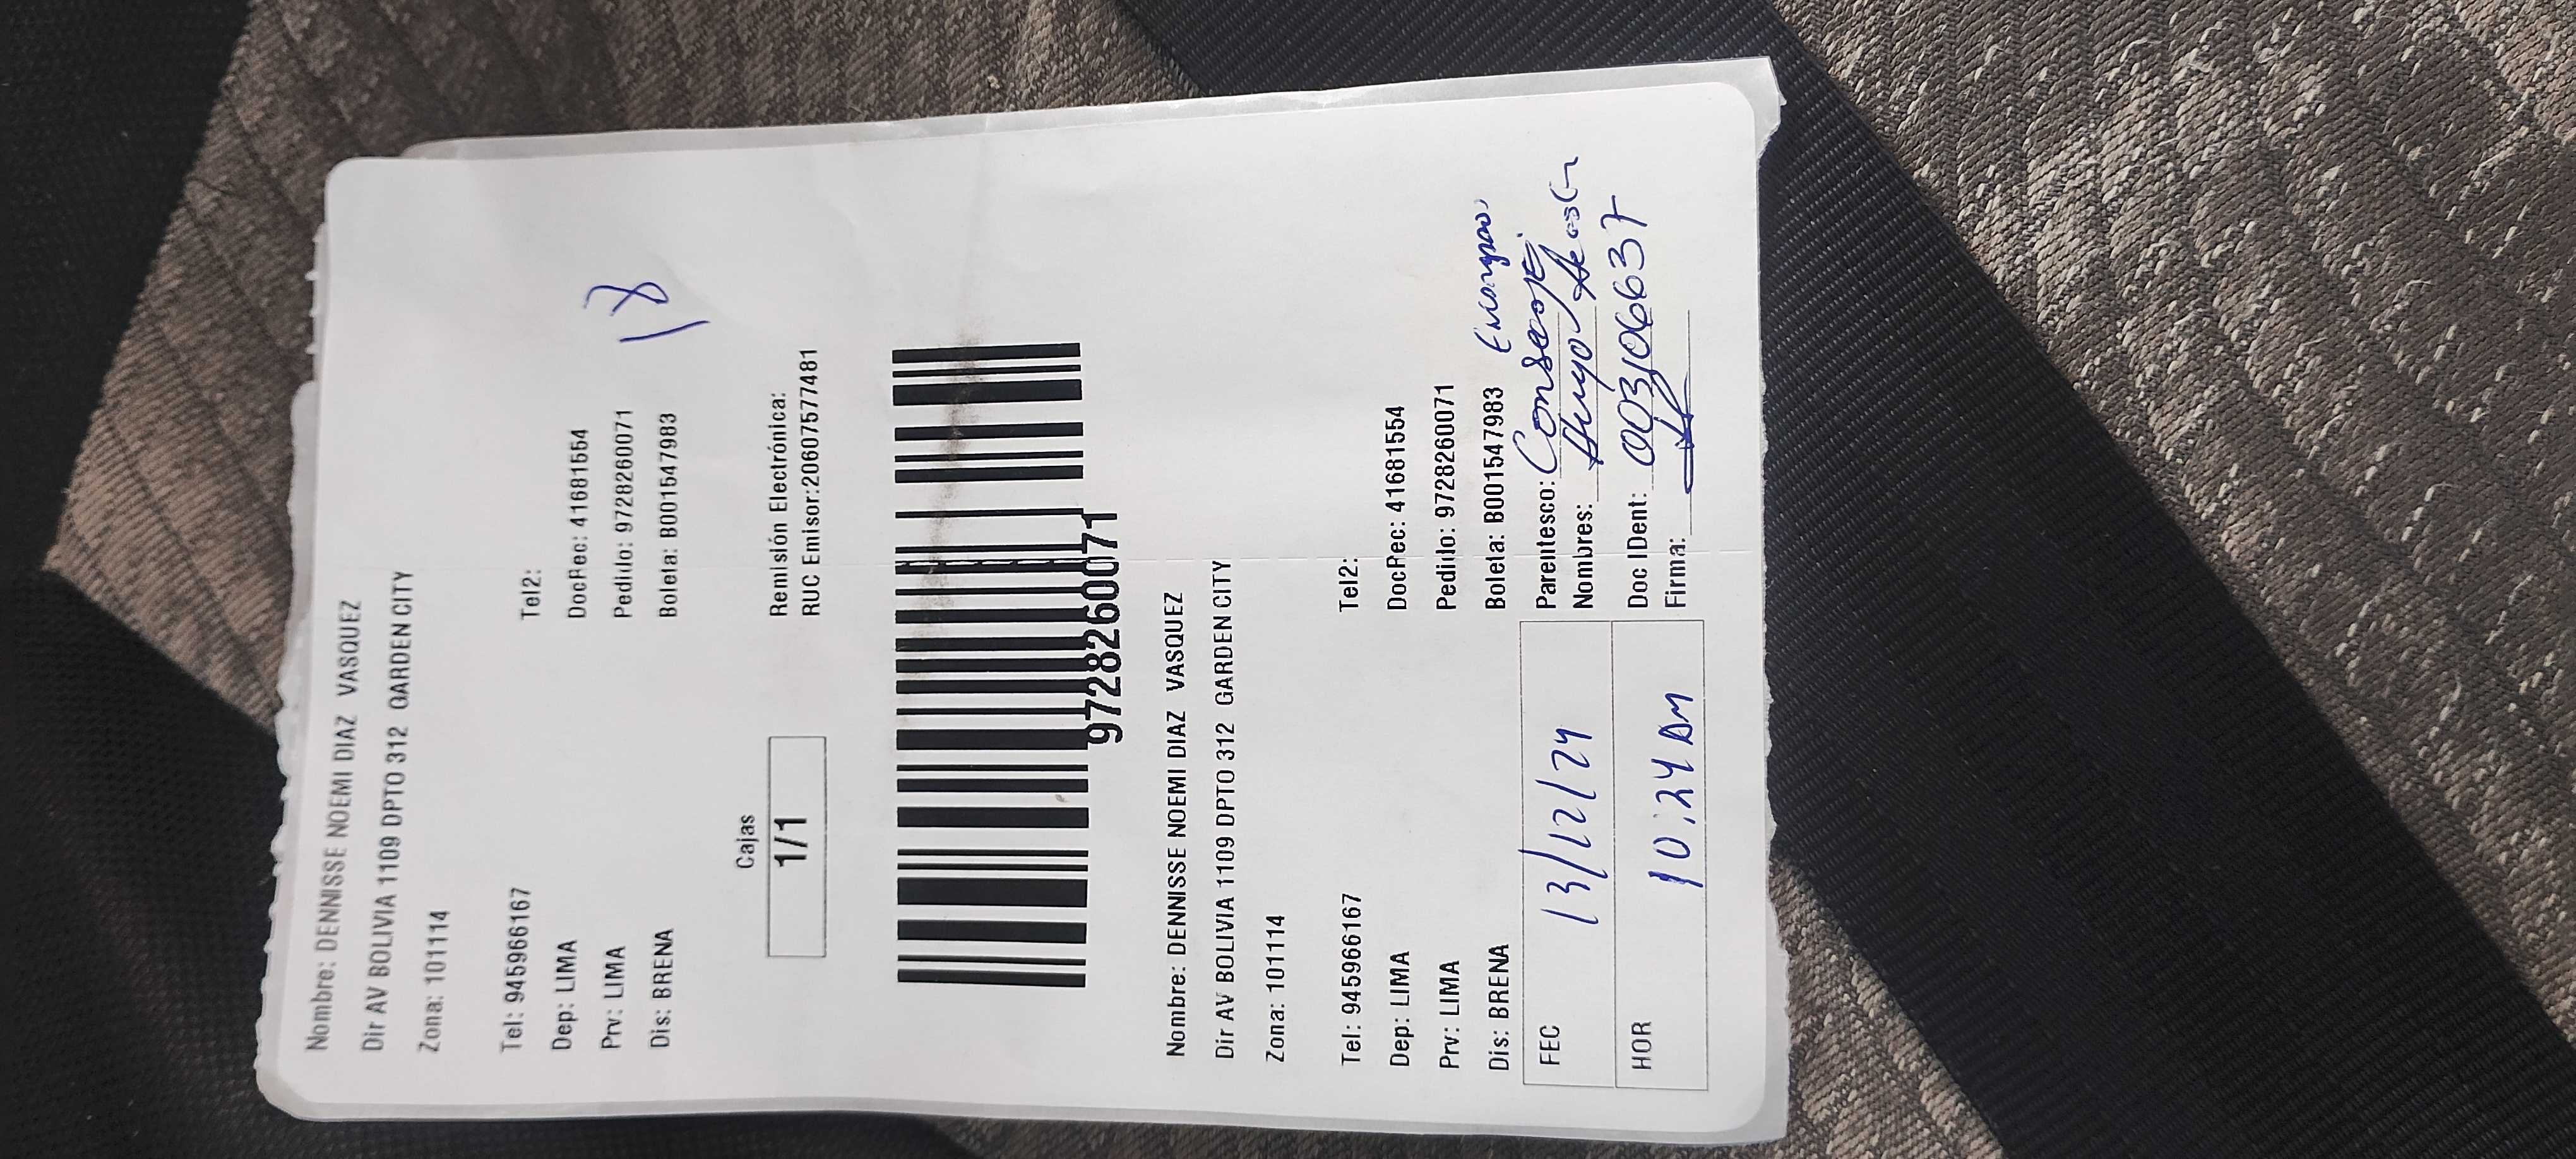 Nombre: DENNISSE NOEMI DIAZ VASQUEZ
Dir AV BOLIVIA 1109 DPTO 312 GARDEN CITY
Zona: 101114
Tel: 945966167 Tel2:
Dep: LIMA DocRec: 41681554
Prv: LIMA Pedido: 9728260071
Dis: BRENA Boleta: B001547983
18
Cajas
1/1
Remisión Electrónica:
RUC Emisor:20607577481
9728260071
Nombre: DENNISSE NOEMI DIAZ VASQUEZ
Dir AV BOLIVIA 1109 DPTO 312 GARDEN CITY
Zona: 101114
Tel: 945966167 Tel2:
Dep: LIMA DocRec: 41681554
Prv: LIMA Pedido: 9728260071
Dis: BRENA Boleta: B001547983
FEC 13/12/24
HOR 10:24 AM
Parentesco:
Nombres: Hugo
Doc IDent: 003106637
Firma: